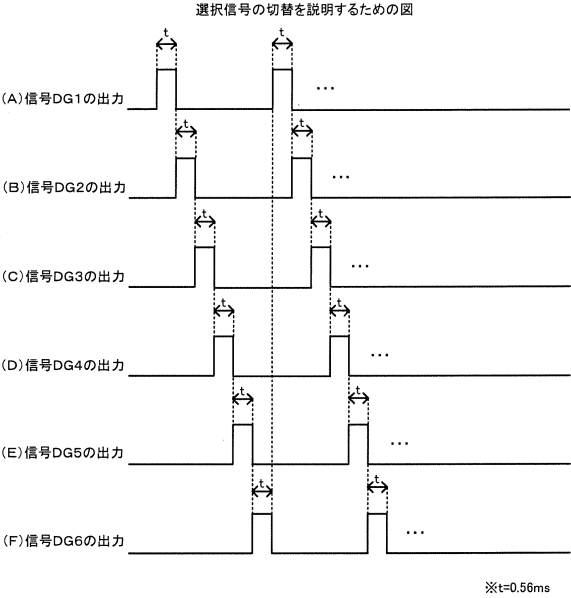 選択信号の切替を説明するための図
t t
(A)信号DG1の出力 ･･･
t t
(B)信号DG2の出力 ･･･
t t
(C)信号DG3の出力 ･･･
t t
(D)信号DG4の出力 ･･･
t t
(E)信号DG5の出力 ･･･
t t
(F)信号DG6の出力 ･･･
※t=0.56ms